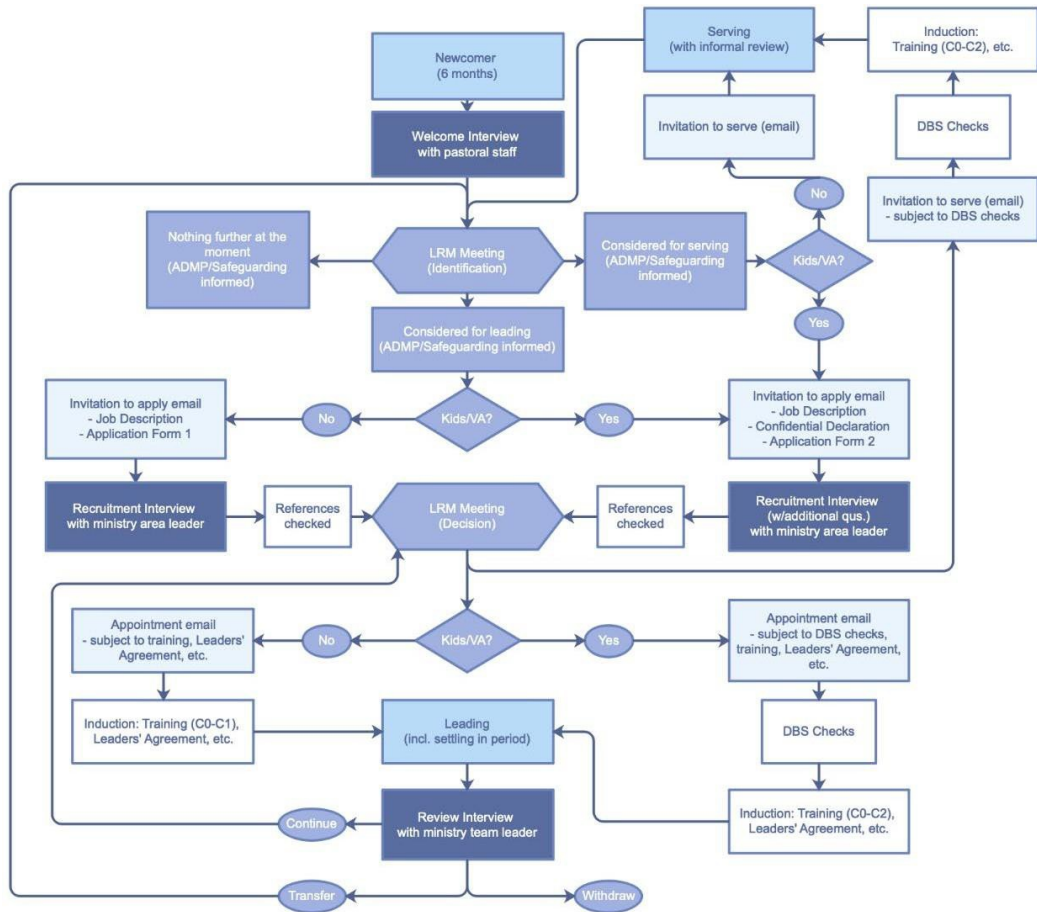 Newcomer
(6 months)
Serving
(with informal review)
Induction:
Training (C0-C2), etc.
Welcome Interview
with pastoral staff
Invitation to serve (email)
DBS Checks
No
Invitation to serve (email)
- subject to DBS checks
Nothing further at the
moment
(ADMP/Safeguarding
informed)
LRM Meeting
(Identification)
Considered for serving
(ADMP/Safeguarding
informed)
Kids/VA?
Yes
Considered for leading
(ADMP/Safeguarding
informed)
Invitation to apply email
- Job Description
- Application Form 1
No
Kids/VA?
Yes
Invitation to apply email
- Job Description
- Confidential Declaration
- Application Form 2
Recruitment Interview
with ministry area leader
References
checked
LRM Meeting
(Decision)
References
checked
Recruitment Interview
(w/additional qus.)
with ministry area leader
Appointment email
- subject to training, Leaders'
Agreement, etc.
No
Kids/VA?
Yes
Appointment email
- subject to DBS checks,
training, Leaders' Agreement,
etc.
Induction: Training (C0-C1),
Leaders' Agreement, etc.
Leading
(incl. settling in period)
DBS Checks
Continue
Review Interview
with ministry team leader
Induction: Training (C0-C2),
Leaders' Agreement, etc.
Transfer
Withdraw